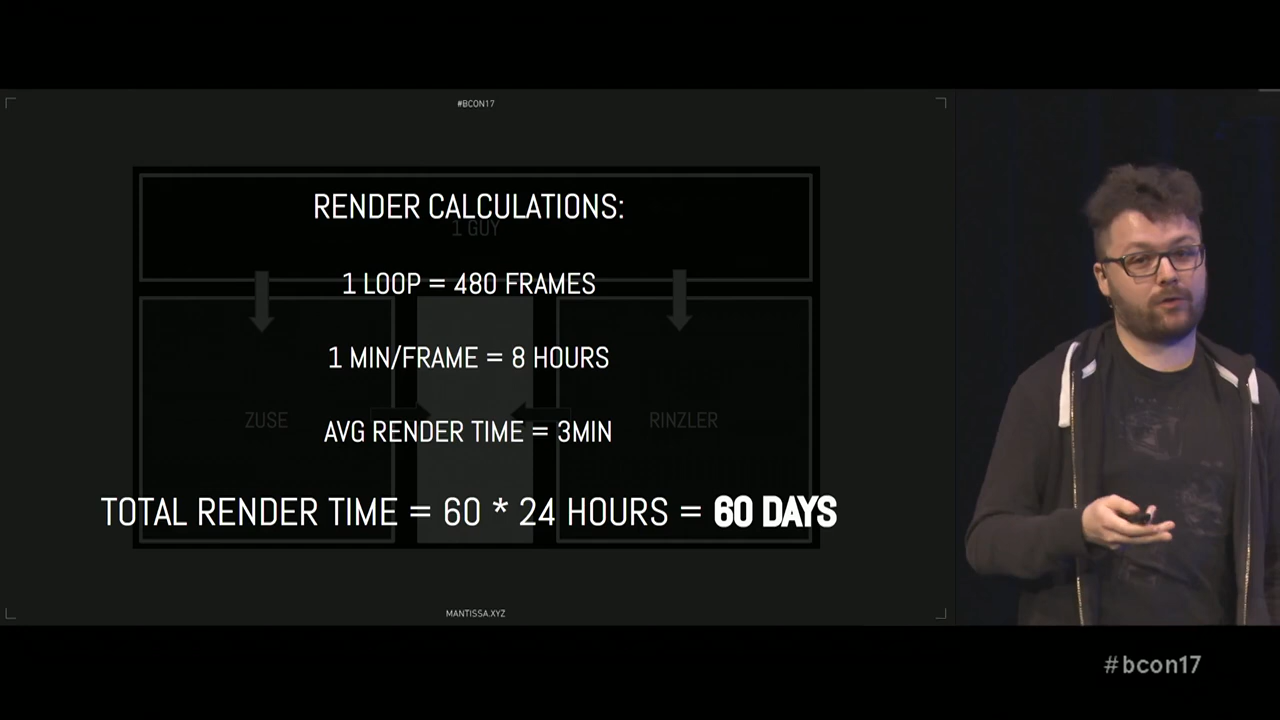 #BCON17
RENDER CALCULATIONS:
1 GUY
1 LOOP = 480 FRAMES
1 MIN/FRAME = 8 HOURS
ZUSE
RINZLER
AVG RENDER TIME = 3MIN
TOTAL RENDER TIME = 60 * 24 HOURS = 60 DAYS
MANTISSA.XYZ
#bcon17